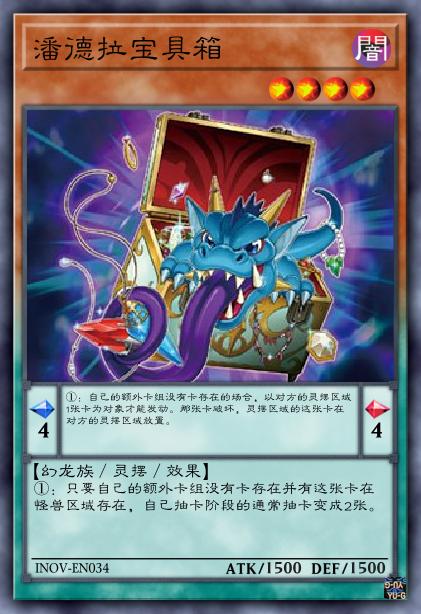 潘德拉宝具箱
闇
①：自己的额外卡组没有卡存在的场合，以对方的灵摆区域
1张卡为对象才能发动。那张卡破坏，灵摆区域的这张卡在
对方的灵摆区域放置。
4
4
【幻龙族／灵摆／效果】
①：只要自己的额外卡组没有卡存在并有这张卡在
怪兽区域存在，自己抽卡阶段的通常抽卡变成2张。
INOV-EN034
ATK/1500 DEF/1500